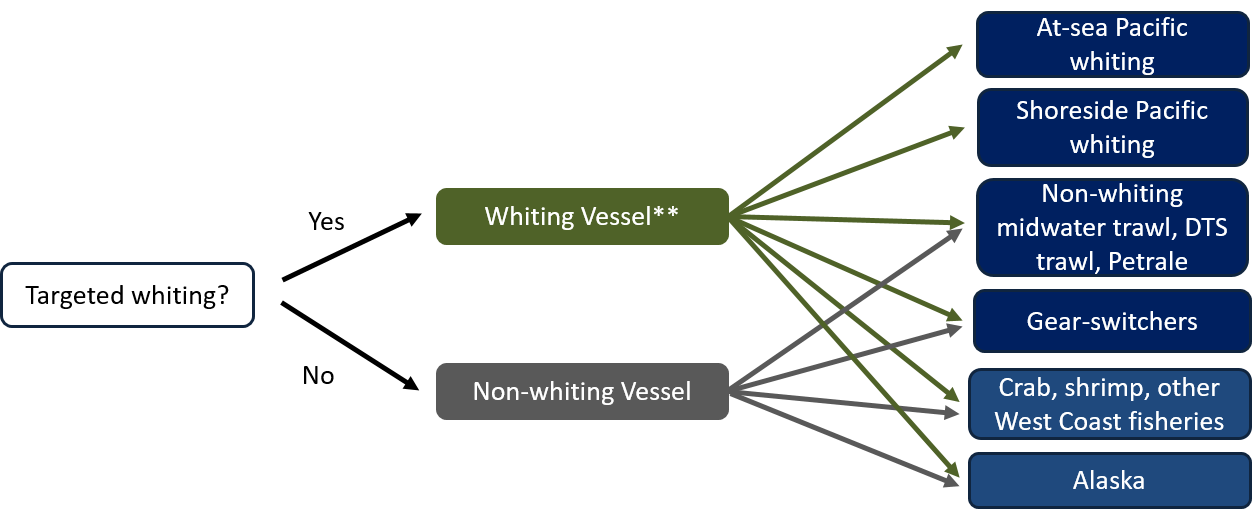 Targeted whiting?
Yes
No
Whiting Vessel**
Non-whiting Vessel
At-sea Pacific
whiting
Shoreside Pacific
whiting
Non-whiting
midwater trawl, DTS
trawl, Petrale
Gear-switchers
Crab, shrimp, other
West Coast fisheries
Alaska